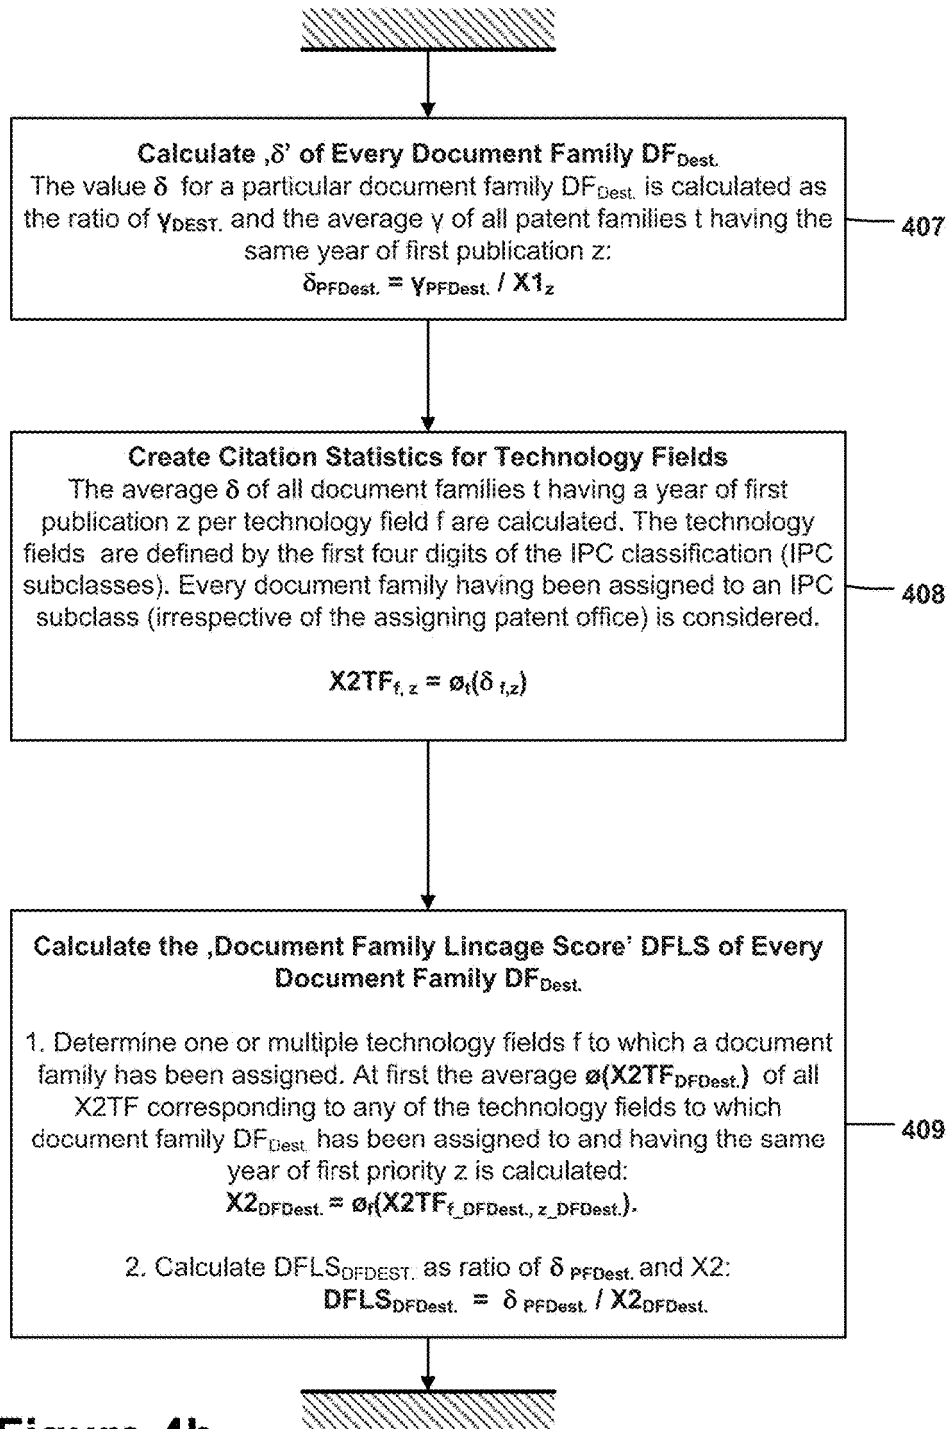 Calculate ‚δ’ of Every Document Family DFDest.
The value δ for a particular document family DFDest. is calculated as
the ratio of γDEST. and the average γ of all patent families t having the
same year of first publication z:
δPFDest. = γPFDest. / X1z
407
Create Citation Statistics for Technology Fields
The average δ of all document families t having a year of first
publication z per technology field f are calculated. The technology
fields are defined by the first four digits of the IPC classification (IPC
subclasses). Every document family having been assigned to an IPC
subclass (irrespective of the assigning patent office) is considered.
X2TFf, z = øt(δ f,z)
408
Calculate the ‚Document Family Lincage Score’ DFLS of Every
Document Family DFDest.
1. Determine one or multiple technology fields f to which a document
family has been assigned. At first the average ø(X2TFDFDest.) of all
X2TF corresponding to any of the technology fields to which
document family DFDest. has been assigned to and having the same
year of first priority z is calculated:
X2DFDest. = øf(X2TFf_DFDest., z_DFDest.).
2. Calculate DFLSDFDEST. as ratio of δ PFDest. and X2:
DFLSDFDest. = δ PFDest. / X2DFDest.
409
Figure 4b